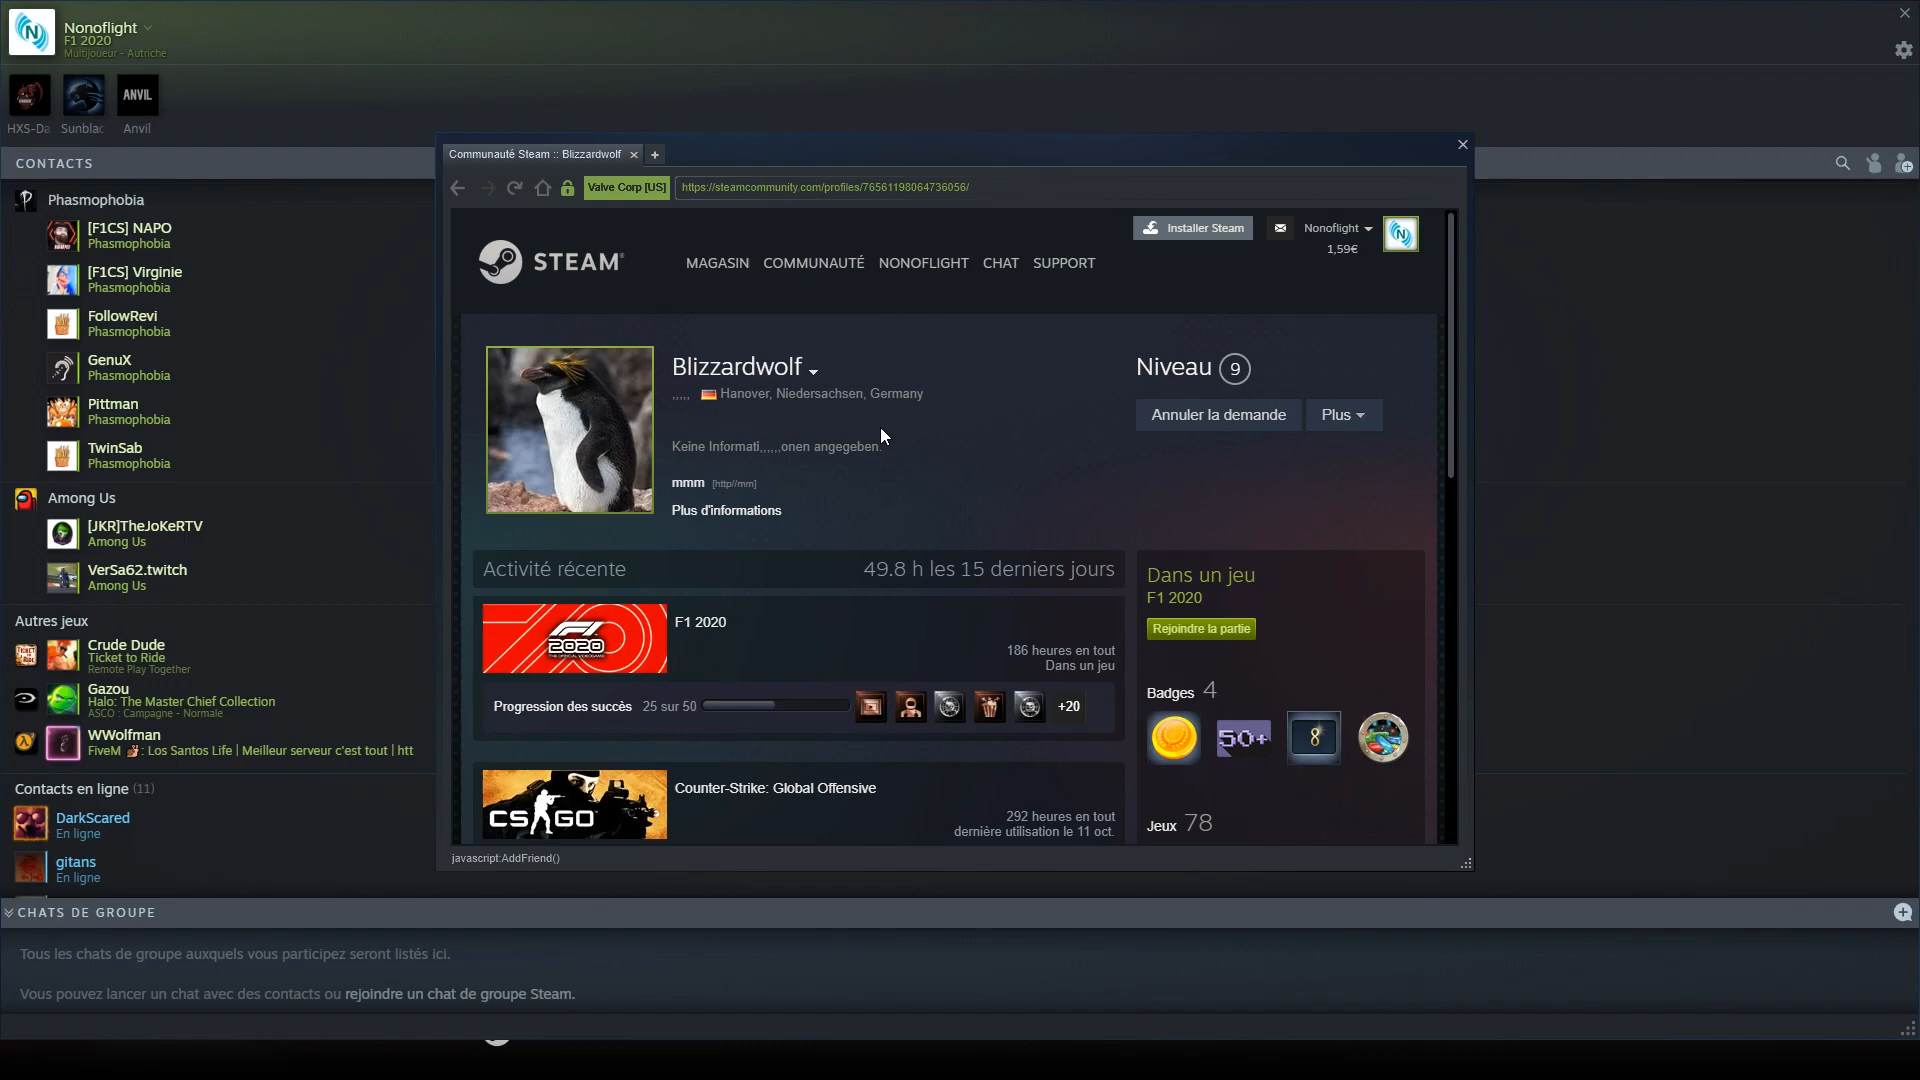 Nonoflight
F1 2020
Multijoueur - Autriche
ANVIL
HXS-Da
Sunblac
Anvil
CONTACTS
Phasmophobia
[F1CS] NAPO
Phasmophobia
[F1CS] Virginie
Phasmophobia
FollowRevi
Phasmophobia
GenuX
Phasmophobia
Pittman
Phasmophobia
TwinSab
Phasmophobia
Among Us
[JKR]TheJoKeRTV
Among Us
VerSa62.twitch
Among Us
Autres jeux
Crude Dude
Ticket to Ride
Remote Play Together
Gazou
Halo: The Master Chief Collection
ASCO : Campagne - Normale
WWolfman
FiveM : Los Santos Life | Meilleur serveur c'est tout | htt
Contacts en ligne (11)
DarkScared
En ligne
gitans
En ligne
Communauté Steam :: Blizzardwolf
Valve Corp [US]
https://steamcommunity.com/profiles/76561198064736056/
Installer Steam
Nonoflight
1,59€
STEAM
MAGASIN COMMUNAUTÉ NONOFLIGHT CHAT SUPPORT
Blizzardwolf
,,,,, Hanover, Niedersachsen, Germany
Keine Informati,,,,,,onen angegeben.
mmm [http//mm]
Plus d'informations
Niveau 9
Annuler la demande
Plus
Activité récente
49.8 h les 15 derniers jours
F1 2020
186 heures en tout
Dans un jeu
Progression des succès 25 sur 50
+20
CS GO
Counter-Strike: Global Offensive
292 heures en tout
dernière utilisation le 11 oct.
Dans un jeu
F1 2020
Rejoindre la partie
Badges 4
50+
8
Jeux 78
javascript:AddFriend()
CHATS DE GROUPE
Tous les chats de groupe auxquels vous participez seront listés ici.
Vous pouvez lancer un chat avec des contacts ou rejoindre un chat de groupe Steam.